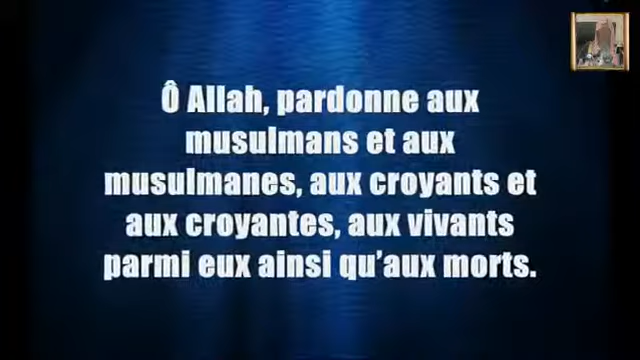 Ô Allah, pardonne aux
musulmans et aux
musulmanes, aux croyants et
aux croyantes, aux vivants
parmi eux ainsi qu’aux morts.